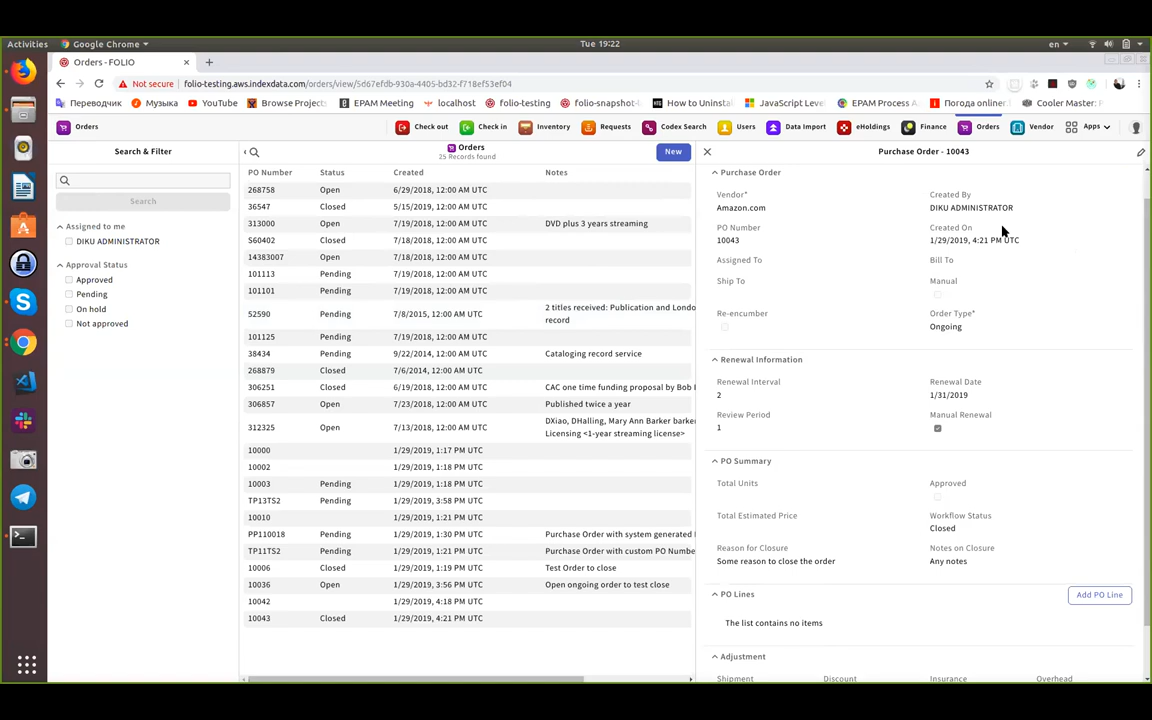 Activities Google Chrome Tue 19:22 en
Orders - FOLIO
Not secure folio-testing.aws.indexdata.com/orders/view/5d67efdb-930a-4405-bd32-f718ef53ef04
Переводчик Музыка YouTube Browse Projects EPAM Meeting localhost folio-testing folio-snapshot- How to Uninstal JavaScript Level EPAM Process A Погода online. Cooler Master: P
Orders Check out Check in Inventory Requests Codex Search Users Data Import eHoldings Finance Orders Vendor Apps
Search & Filter
Search
Assigned to me
DIKU ADMINISTRATOR
Approval Status
Approved
Pending
On hold
Not approved
Orders
25 Records found
New
PO Number Status Created Notes
268758 Open 6/29/2018, 12:00 AM UTC
36547 Closed 5/15/2019, 12:00 AM UTC
313000 Open 7/19/2018, 12:00 AM UTC DVD plus 3 years streaming
S60402 Closed 7/18/2018, 12:00 AM UTC
14383007 Open 7/18/2018, 12:00 AM UTC
101113 Pending 7/19/2018, 12:00 AM UTC
101101 Pending 7/19/2018, 12:00 AM UTC
52590 Pending 7/8/2015, 12:00 AM UTC 2 titles received: Publication and Londo
record
101125 Pending 7/19/2018, 12:00 AM UTC
38434 Pending 9/22/2014, 12:00 AM UTC Cataloging record service
268879 Closed 7/6/2014, 12:00 AM UTC
306251 Closed 6/19/2018, 12:00 AM UTC CAC one time funding proposal by Bob
306857 Open 7/23/2018, 12:00 AM UTC Published twice a year
312325 Open 7/13/2018, 12:00 AM UTC DXiao, DHalling, Mary Ann Barker barker
Licensing <1-year streaming license>
10000 1/29/2019, 1:17 PM UTC
10002 1/29/2019, 1:18 PM UTC
10003 Pending 1/29/2019, 1:18 PM UTC
TP13TS2 Pending 1/29/2019, 3:58 PM UTC
10010 1/29/2019, 1:21 PM UTC
PP110018 Pending 1/29/2019, 1:30 PM UTC Purchase Order with system generated
TP11TS2 Pending 1/29/2019, 1:21 PM UTC Purchase Order with custom PO Numbe
10006 Closed 1/29/2019, 1:19 PM UTC Test Order to close
10036 Open 1/29/2019, 3:56 PM UTC Open ongoing order to test close
10042 1/29/2019, 4:18 PM UTC
10043 Closed 1/29/2019, 4:21 PM UTC
Purchase Order - 10043
Purchase Order
Vendor* Created By
Amazon.com DIKU ADMINISTRATOR
PO Number Created On
10043 1/29/2019, 4:21 PM UTC
Assigned To Bill To
Ship To Manual
Re-encumber Order Type*
Ongoing
Renewal Information
Renewal Interval Renewal Date
2 1/31/2019
Review Period Manual Renewal
1
PO Summary
Total Units Approved
Total Estimated Price Workflow Status
Closed
Reason for Closure Notes on Closure
Some reason to close the order Any notes
PO Lines Add PO Line
The list contains no items
Adjustment
Shipment Discount Insurance Overhead